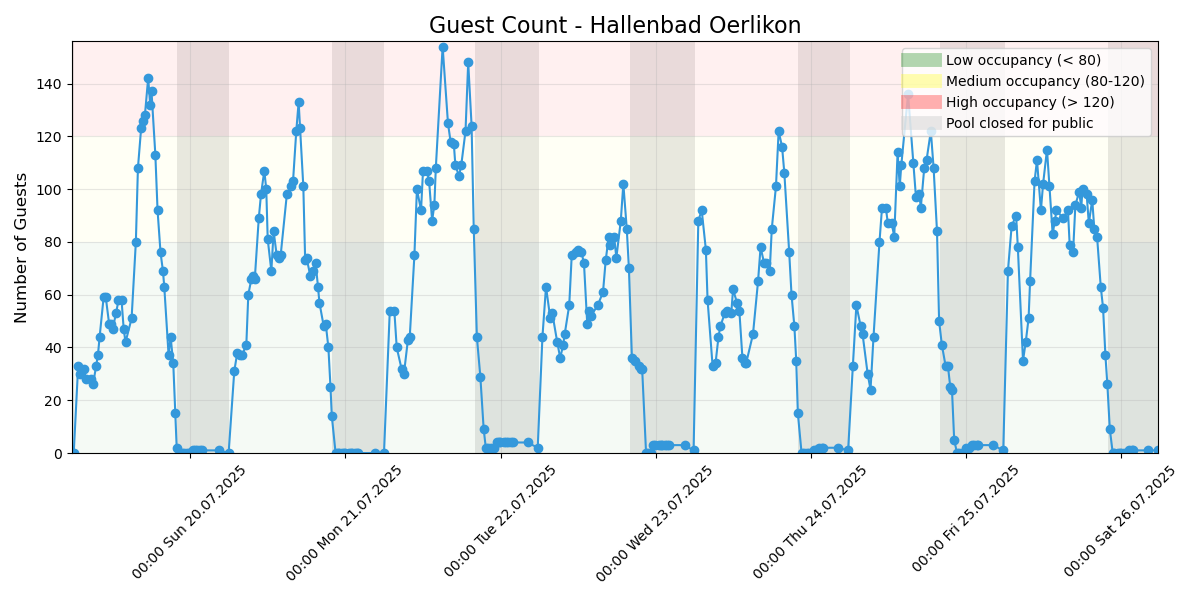 Guest Count - Hallenbad Oerlikon
Low occupancy (< 80)
Medium occupancy (80-120)
High occupancy (> 120)
Pool closed for public
Number of Guests
140
120
100
80
60
40
20
0
00:00 Sun 20.07.2025
00:00 Mon 21.07.2025
00:00 Tue 22.07.2025
00:00 Wed 23.07.2025
00:00 Thu 24.07.2025
00:00 Fri 25.07.2025
00:00 Sat 26.07.2025